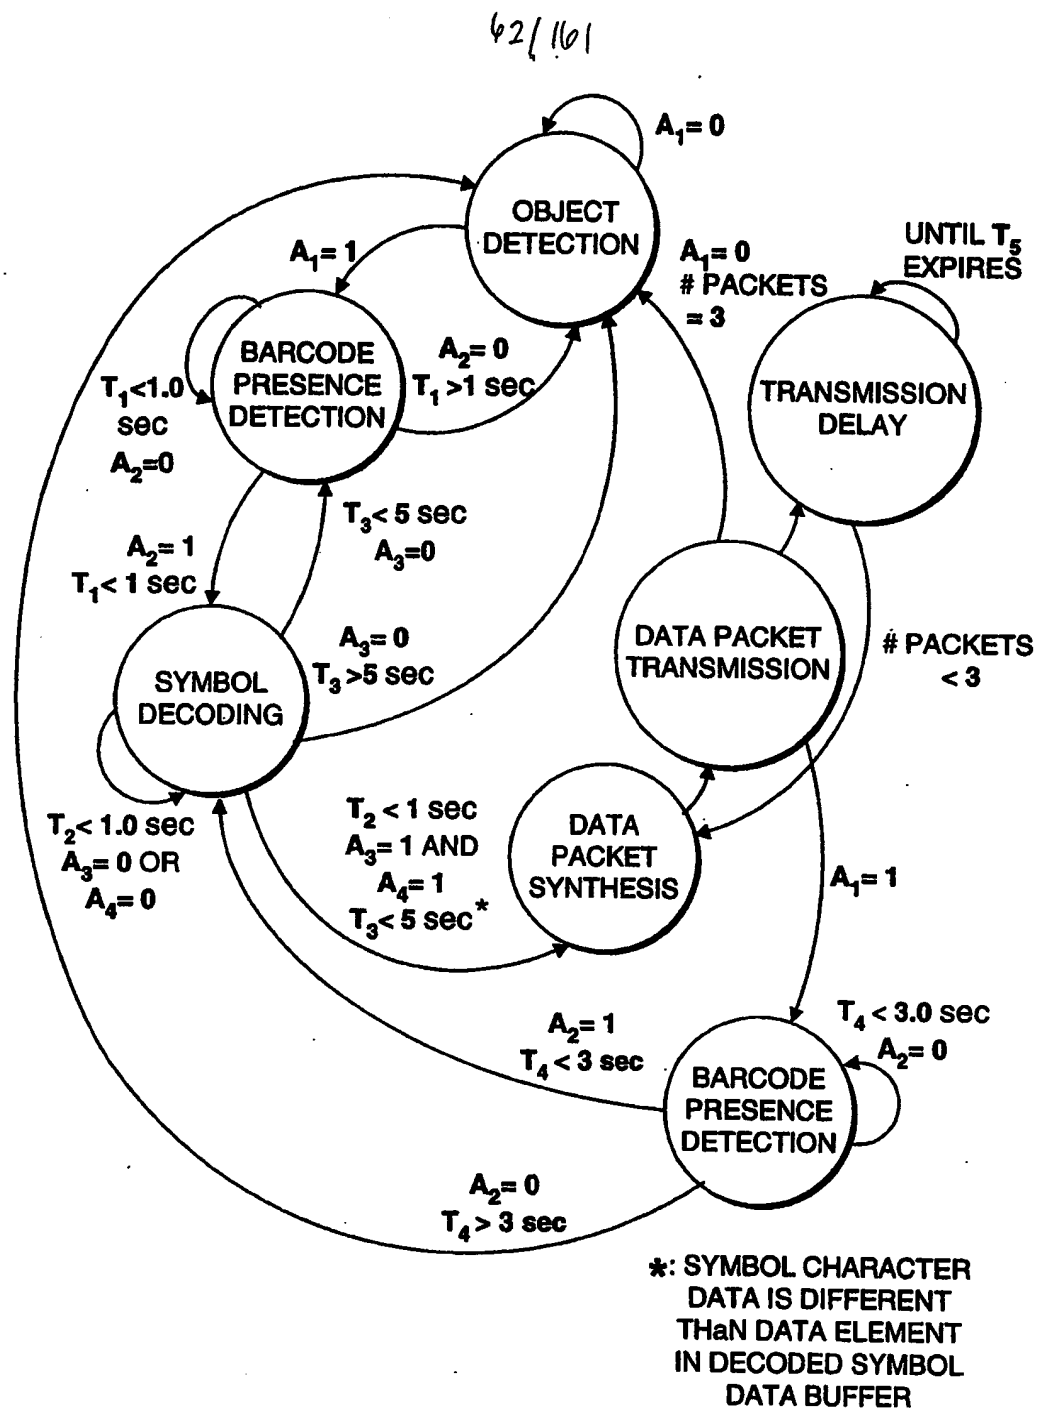 62/161
A₁= 0
OBJECT
DETECTION
A₁= 1
A₁= 0
# PACKETS
= 3
UNTIL T₅
EXPIRES
BARCODE
PRESENCE
DETECTION
A₂= 0
T₁ >1 sec
TRANSMISSION
DELAY
T₁<1.0
sec
A₂=0
T₃< 5 sec
A₃=0
A₂= 1
T₁< 1 sec
A₃= 0
T₃ >5 sec
DATA PACKET
TRANSMISSION
# PACKETS
< 3
SYMBOL
DECODING
T₂< 1.0 sec
A₃= 0 OR
A₄= 0
T₂ < 1 sec
A₃= 1 AND
A₄= 1
T₃< 5 sec*
DATA
PACKET
SYNTHESIS
A₁= 1
A₂= 1
T₄ < 3 sec
T₄ < 3.0 sec
A₂= 0
BARCODE
PRESENCE
DETECTION
A₂= 0
T₄ > 3 sec
*: SYMBOL CHARACTER
DATA IS DIFFERENT
THaN DATA ELEMENT
IN DECODED SYMBOL
DATA BUFFER